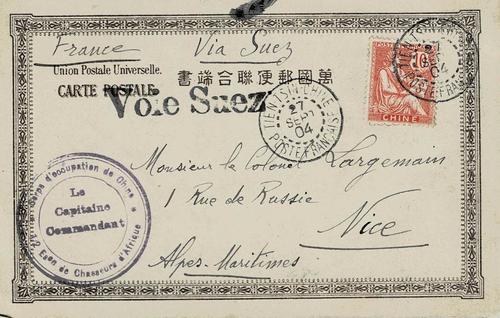 France Via Suez
Union Postale Universelle.
書端合聯便郵國萬
CARTE POSTALE.
Voie Suez
TIENTSIN-CHINE
27
SEPT
04
POSTE FRANÇAISE
10
CHINE
Monsieur le Colonel Largemain
1 Rue de Russie
Nice
Alpes-Maritimes
Corps d'occupation de Chine
Le
Capitaine
Commandant
de Chasseurs d'Afrique